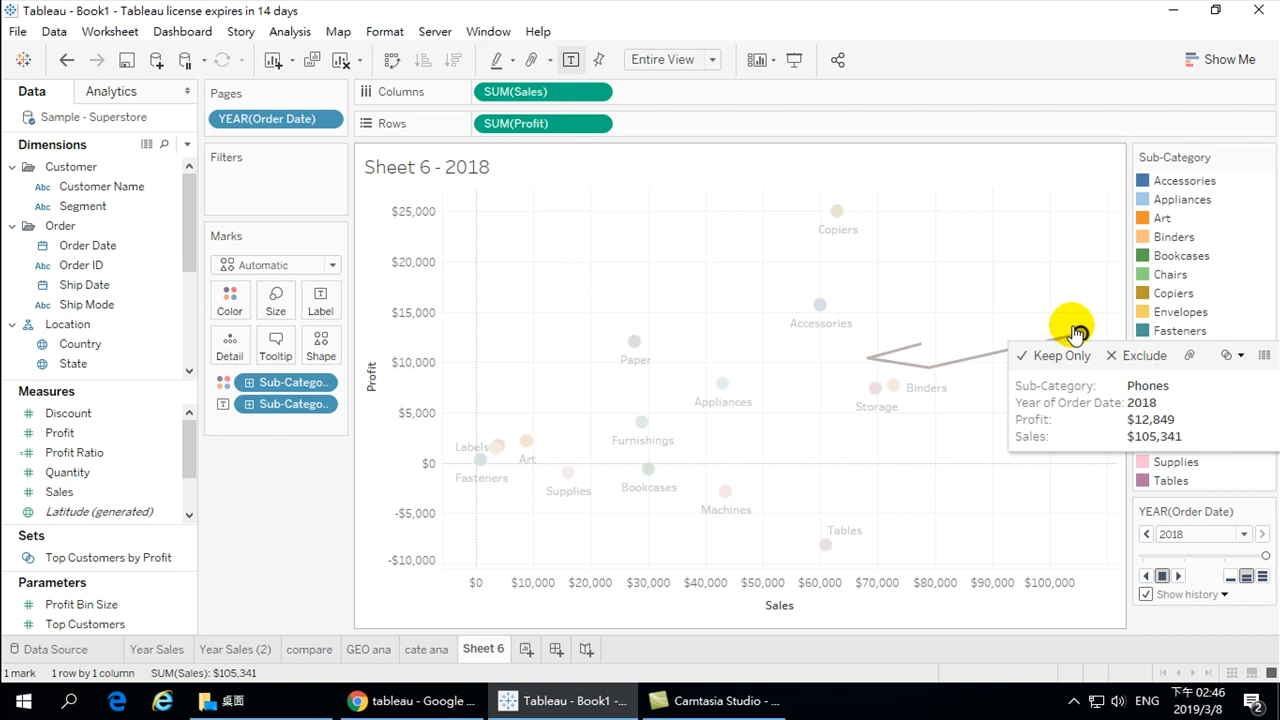 Tableau - Book1 - Tableau license expires in 14 days
File Data Worksheet Dashboard Story Analysis Map Format Server Window Help
Entire View
Show Me
Data Analytics
Sample - Superstore
Dimensions
Customer
Abc Customer Name
Abc Segment
Order
Order Date
Abc Order ID
Ship Date
Abc Ship Mode
Location
Country
State
Measures
Discount
Profit
Profit Ratio
Quantity
Sales
Latitude (generated)
Sets
Top Customers by Profit
Parameters
Profit Bin Size
Top Customers
Pages
YEAR(Order Date)
Filters
Marks
Automatic
Color Size Label
Detail Tooltip Shape
Sub-Catego..
Sub-Catego..
Columns SUM(Sales)
Rows SUM(Profit)
Sheet 6 - 2018
$25,000
$20,000
$15,000
$10,000
$5,000
$0
-$5,000
-$10,000
Profit
Copiers
Accessories
Paper
Appliances
Binders
Storage
Furnishings
Labels
Art
Fasteners
Supplies
Bookcases
Machines
Tables
$0 $10,000 $20,000 $30,000 $40,000 $50,000 $60,000 $70,000 $80,000 $90,000 $100,000
Sales
Keep Only Exclude
Sub-Category: Phones
Year of Order Date: 2018
Profit: $12,849
Sales: $105,341
Sub-Category
Accessories
Appliances
Art
Binders
Bookcases
Chairs
Copiers
Envelopes
Fasteners
Supplies
Tables
YEAR(Order Date)
2018
Show history
Data Source Year Sales Year Sales (2) compare GEO ana cate ana Sheet 6
1 mark 1 row by 1 column SUM(Sales): $105,341
桌面
tableau - Google ...
Tableau - Book1 -...
Camtasia Studio - ...
ENG
下午 02:46
2019/3/8
2